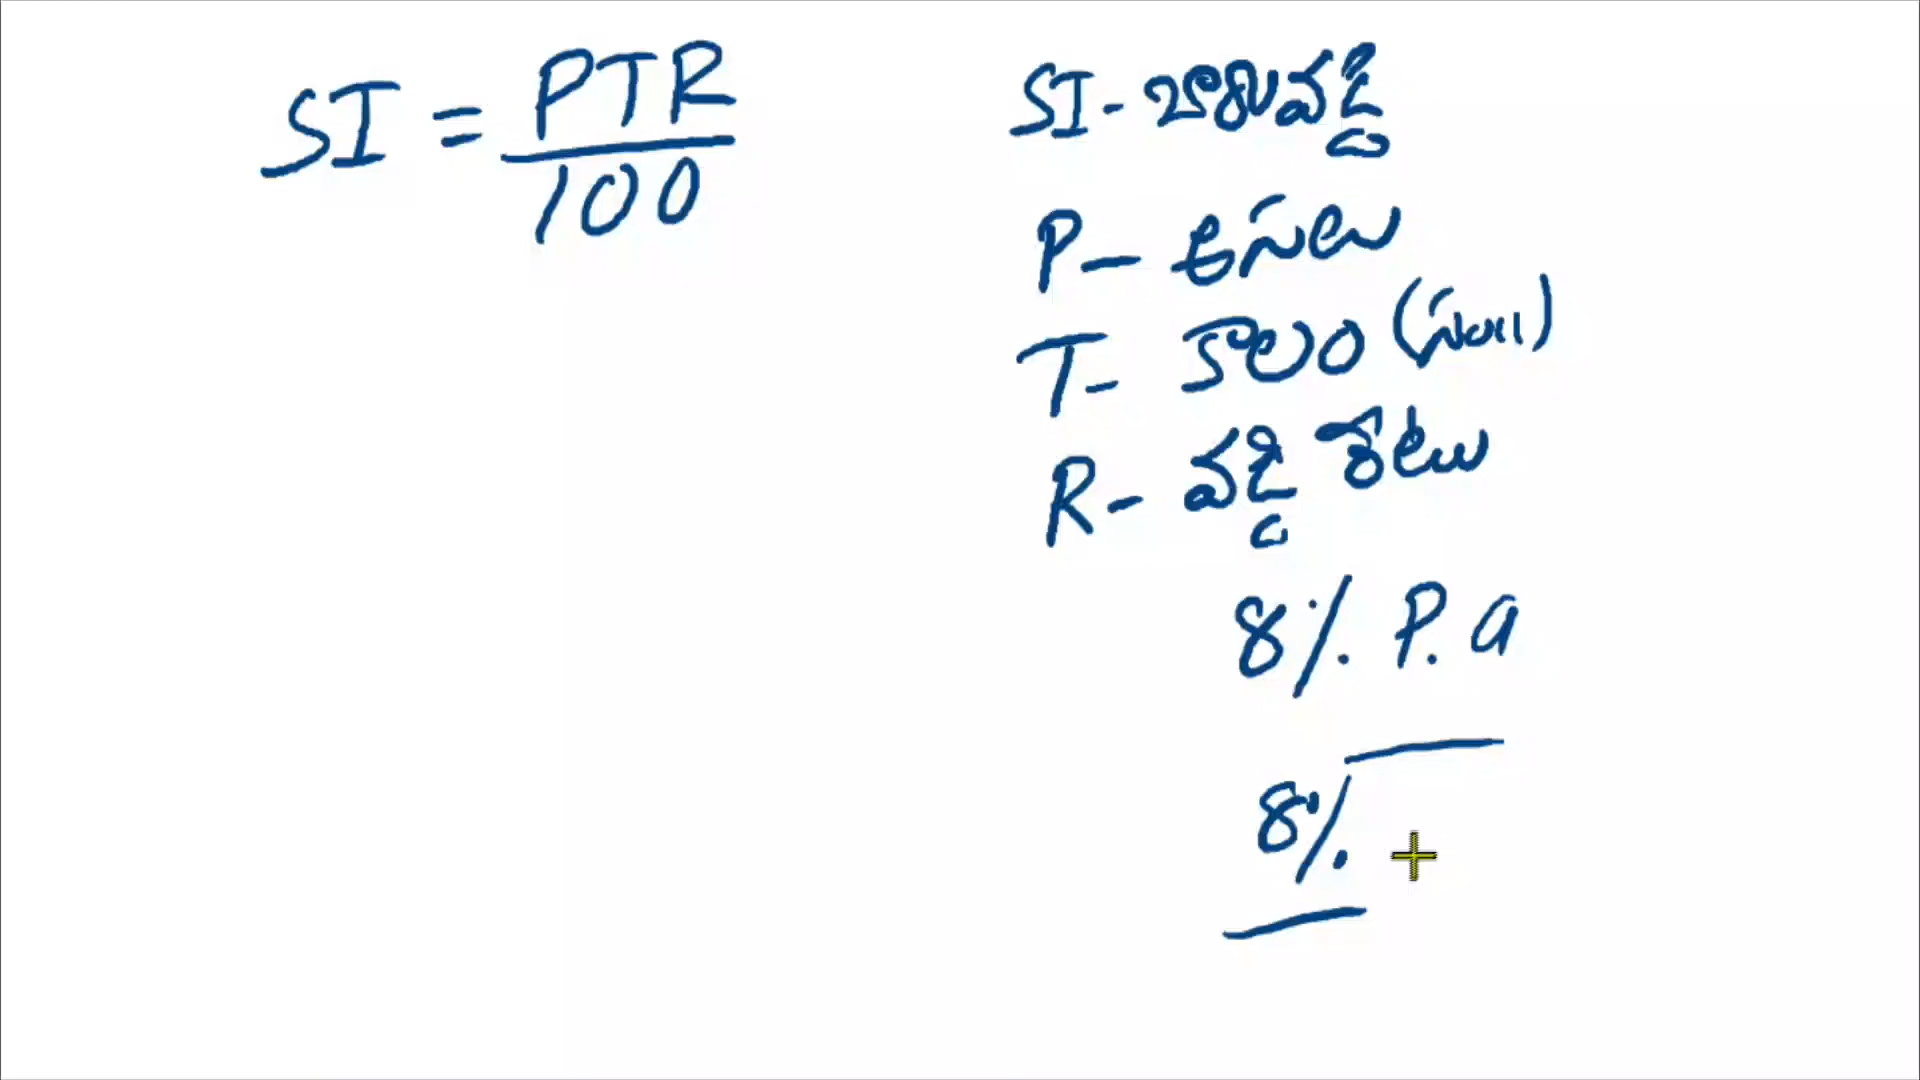 SI = PTR / 100
SI - బారువడ్డి
P - అసలు
T - కాలం (సం॥)
R - వడ్డి రేటు
8% P.a
8%